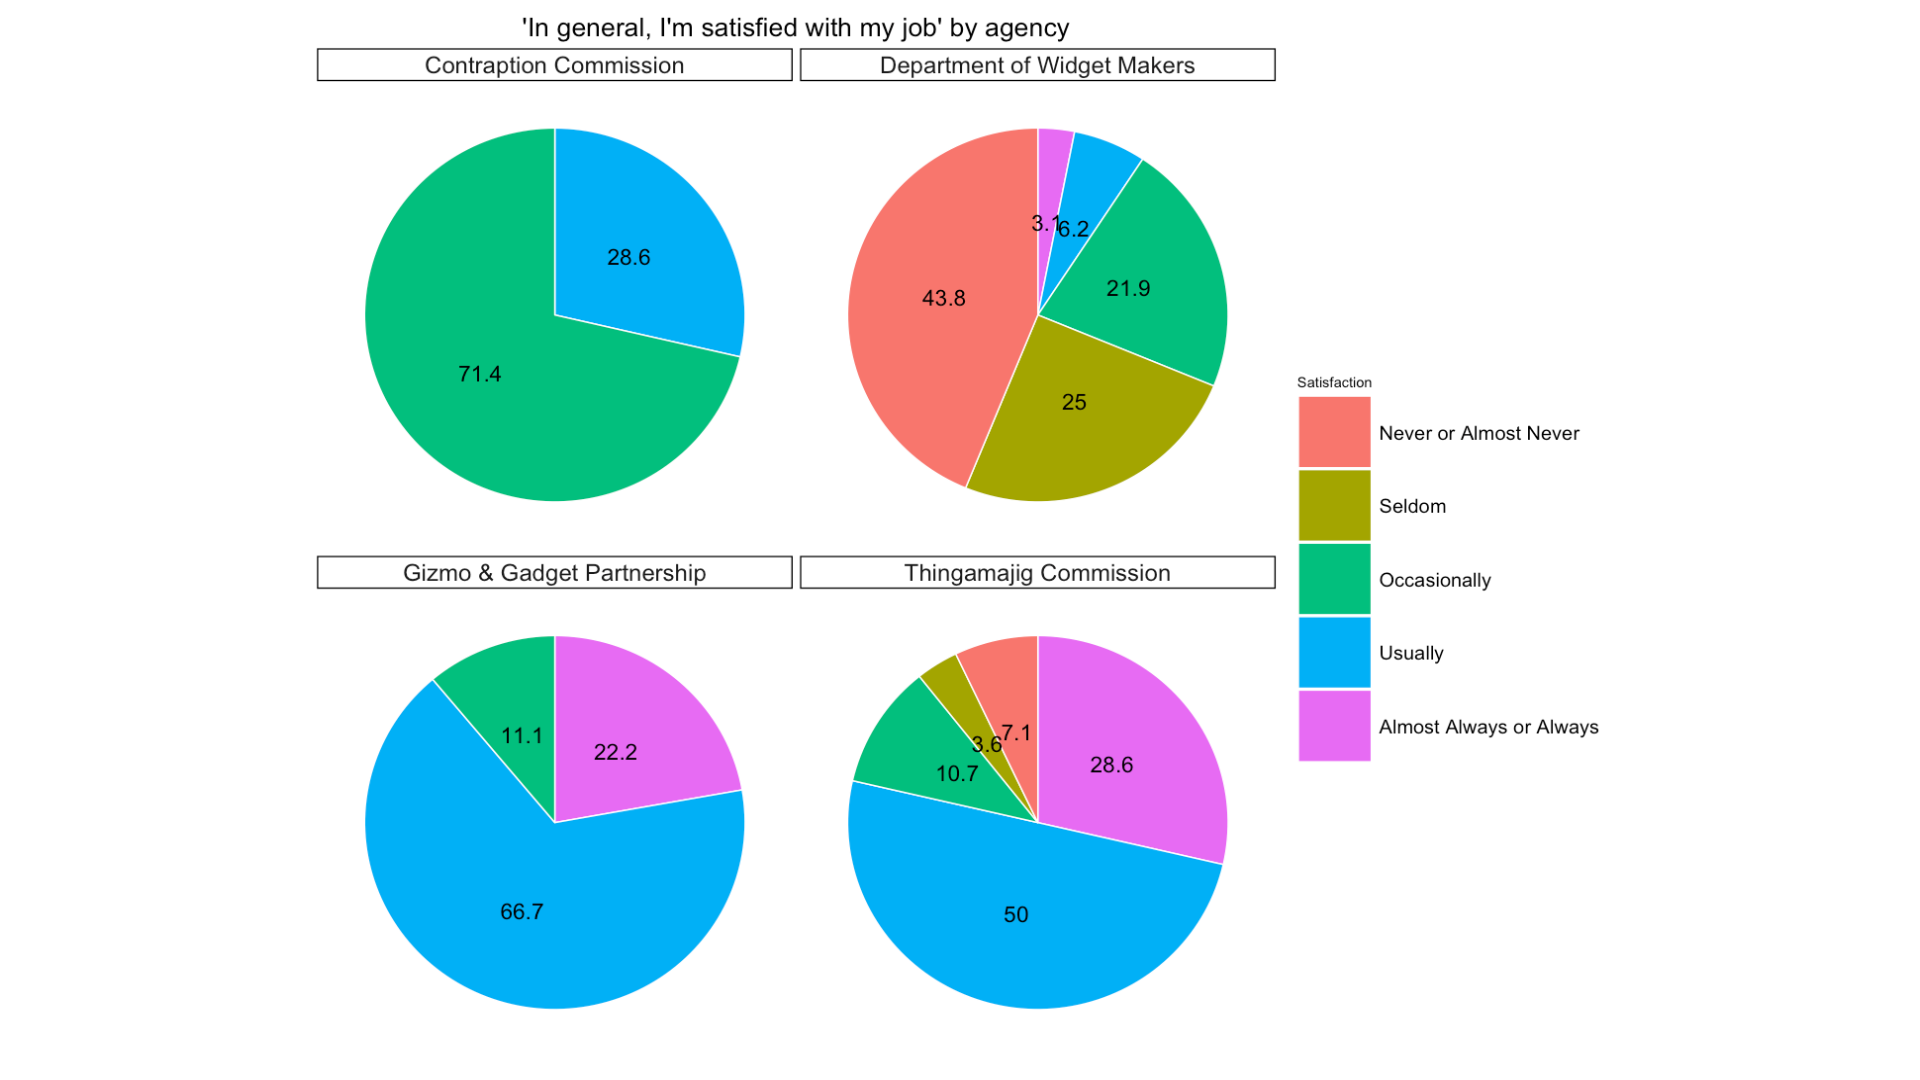 'In general, I'm satisfied with my job' by agency
Contraption Commission
Department of Widget Makers
28.6
71.4
3.1
6.2
21.9
25
43.8
Gizmo & Gadget Partnership
Thingamajig Commission
22.2
66.7
11.1
28.6
50
10.7
3.6
7.1
Satisfaction
Never or Almost Never
Seldom
Occasionally
Usually
Almost Always or Always